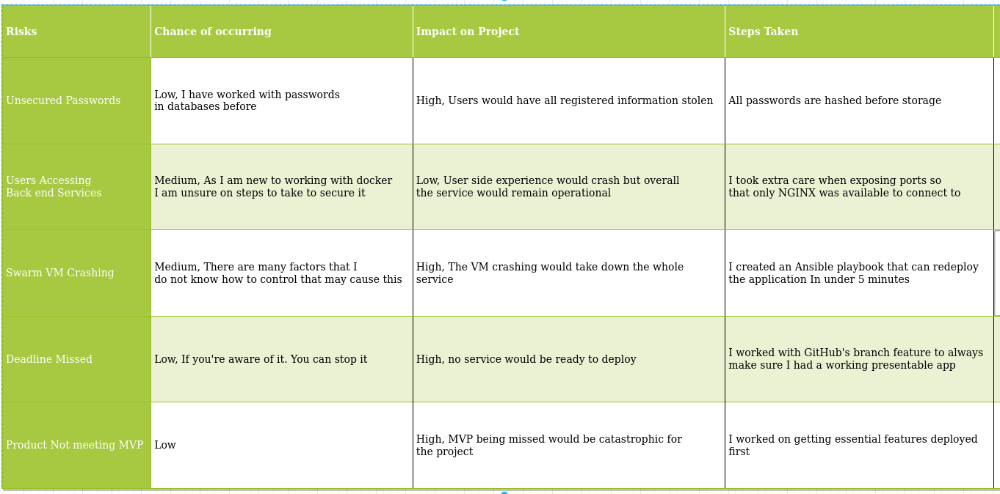 Risks
Chance of occurring
Impact on Project
Steps Taken
Unsecured Passwords
Low, I have worked with passwords
in databases before
High, Users would have all registered information stolen
All passwords are hashed before storage
Users Accessing
Back end Services
Medium, As I am new to working with docker
I am unsure on steps to take to secure it
Low, User side experience would crash but overall
the service would remain operational
I took extra care when exposing ports so
that only NGINX was available to connect to
Swarm VM Crashing
Medium, There are many factors that I
do not know how to control that may cause this
High, The VM crashing would take down the whole
service
I created an Ansible playbook that can redeploy
the application In under 5 minutes
Deadline Missed
Low, If you're aware of it. You can stop it
High, no service would be ready to deploy
I worked with GitHub's branch feature to always
make sure I had a working presentable app
Product Not meeting MVP
Low
High, MVP being missed would be catastrophic for
the project
I worked on getting essential features deployed
first